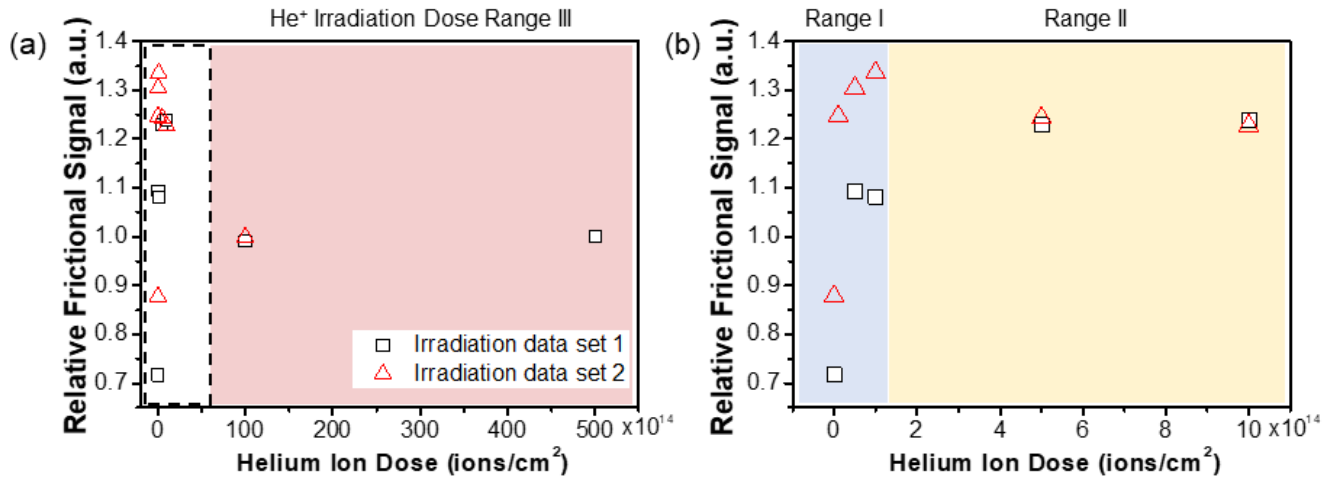 He⁺ Irradiation Dose Range III
(a)
Relative Frictional Signal (a.u.)
1.4
1.3
1.2
1.1
1.0
0.9
0.8
0.7
Irradiation data set 1
Irradiation data set 2
0 100 200 300 400 500 x10¹⁴
Helium Ion Dose (ions/cm²)
Range I Range II
(b)
Relative Frictional Signal (a.u.)
1.4
1.3
1.2
1.1
1.0
0.9
0.8
0.7
0 2 4 6 8 10 x10¹⁴
Helium Ion Dose (ions/cm²)